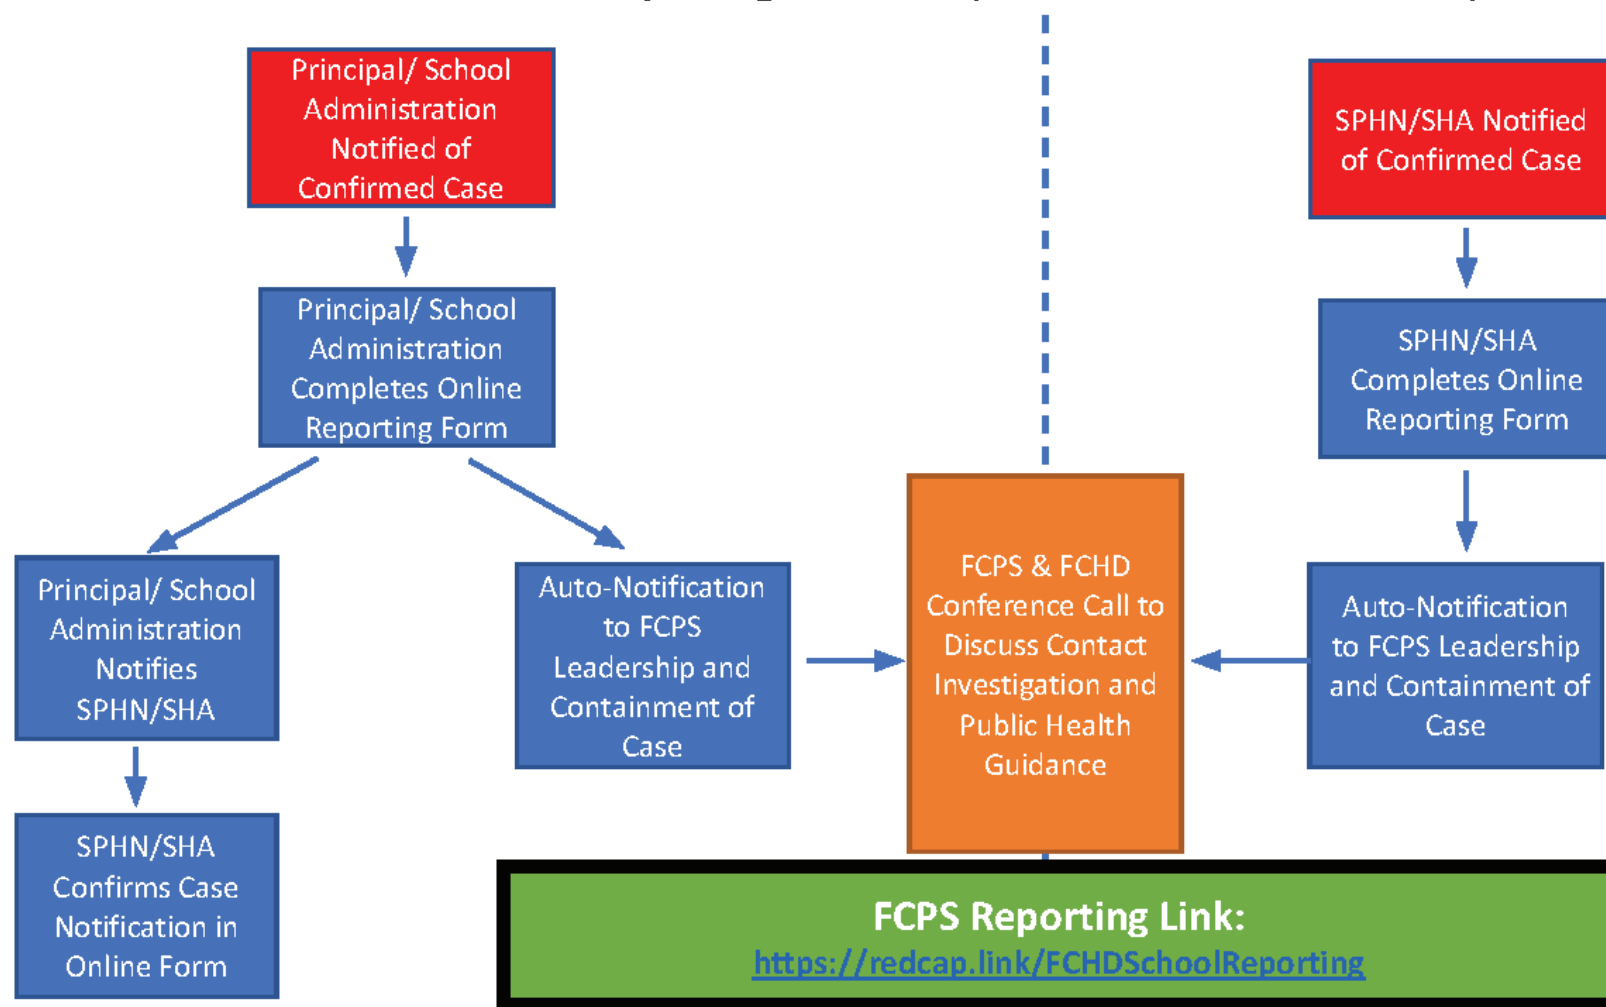 Principal/ School
Administration
Notified of
Confirmed Case
SPHN/SHA Notified
of Confirmed Case
Principal/ School
Administration
Completes Online
Reporting Form
SPHN/SHA
Completes Online
Reporting Form
Principal/ School
Administration
Notifies
SPHN/SHA
Auto-Notification
to FCPS
Leadership and
Containment of
Case
FCPS & FCHD
Conference Call to
Discuss Contact
Investigation and
Public Health
Guidance
Auto-Notification
to FCPS Leadership
and Containment of
Case
SPHN/SHA
Confirms Case
Notification in
Online Form
FCPS Reporting Link:
https://redcap.link/FCHDSchoolReporting